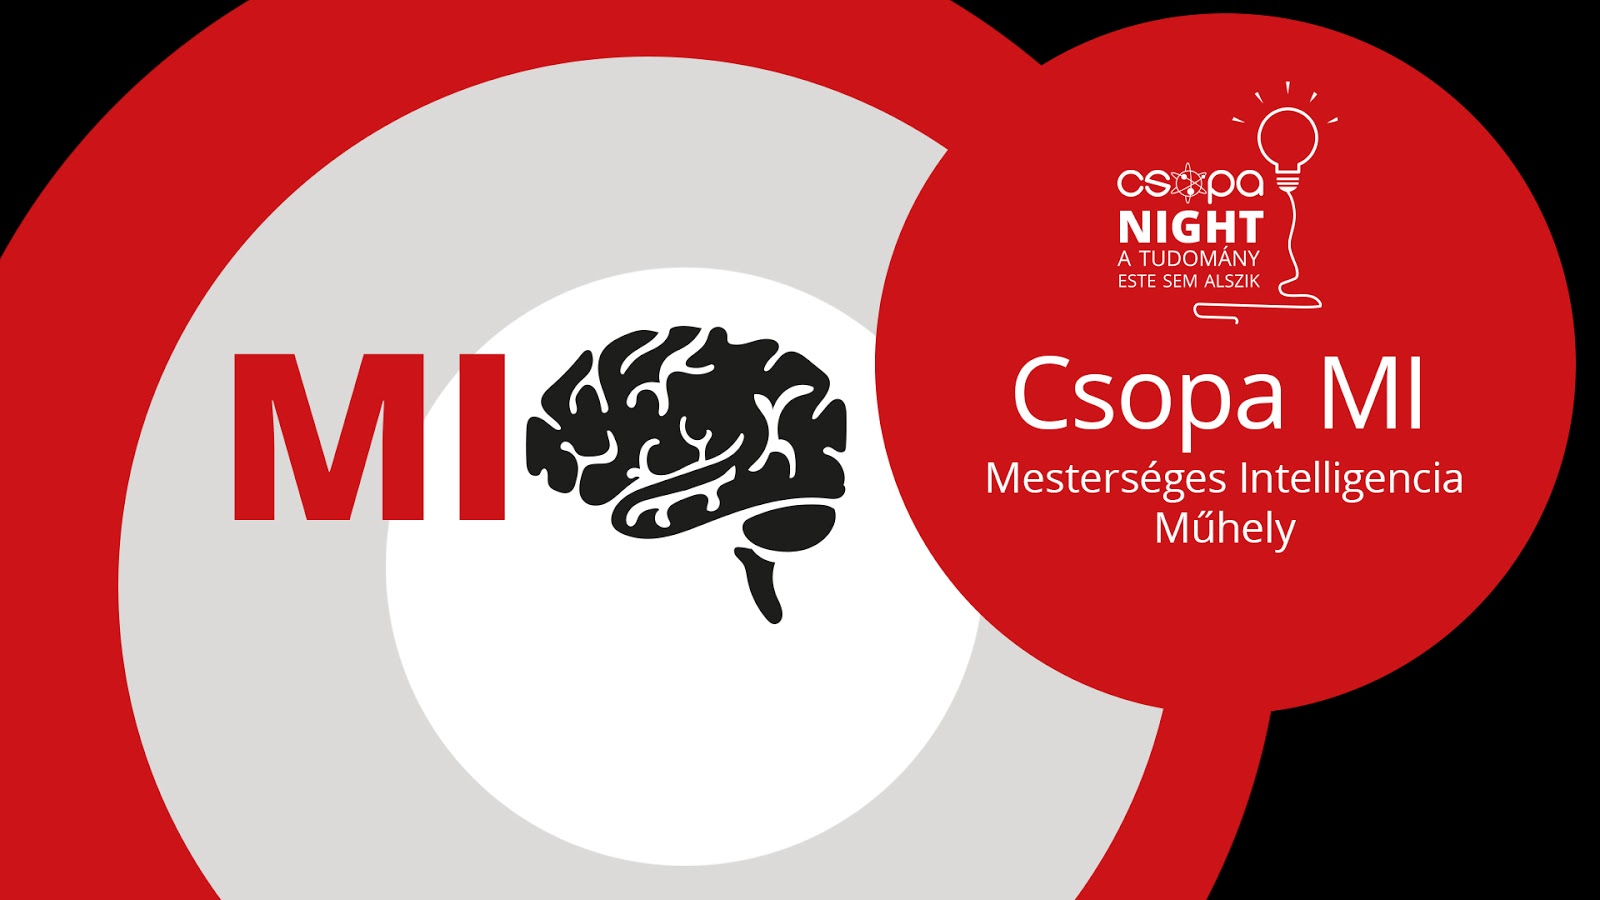 MI
csopa
NIGHT
A TUDOMÁNY
ESTE SEM ALSZIK
Csopa MI
Mesterséges Intelligencia
Műhely